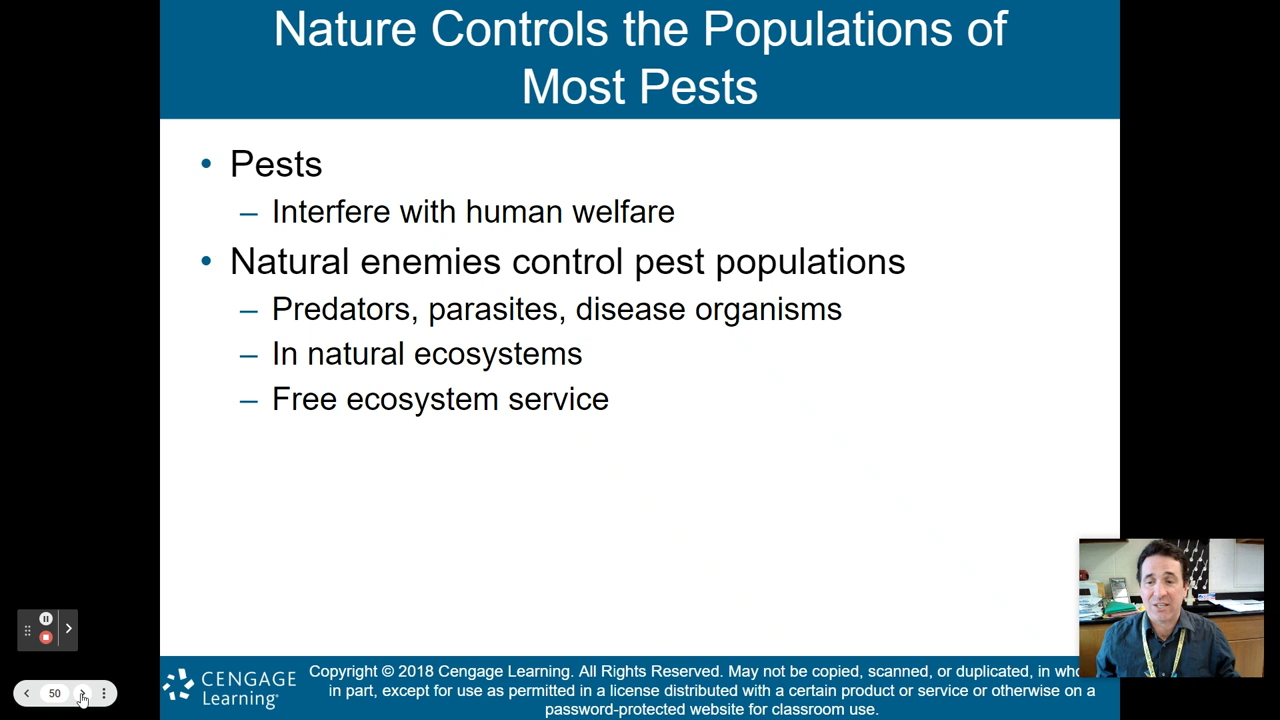 Nature Controls the Populations of
Most Pests
• Pests
– Interfere with human welfare
• Natural enemies control pest populations
– Predators, parasites, disease organisms
– In natural ecosystems
– Free ecosystem service
50
CENGAGE
Learning
Copyright © 2018 Cengage Learning. All Rights Reserved. May not be copied, scanned, or duplicated, in
in part, except for use as permitted in a license distributed with a certain product or service or otherwise on a
password-protected website for classroom use.